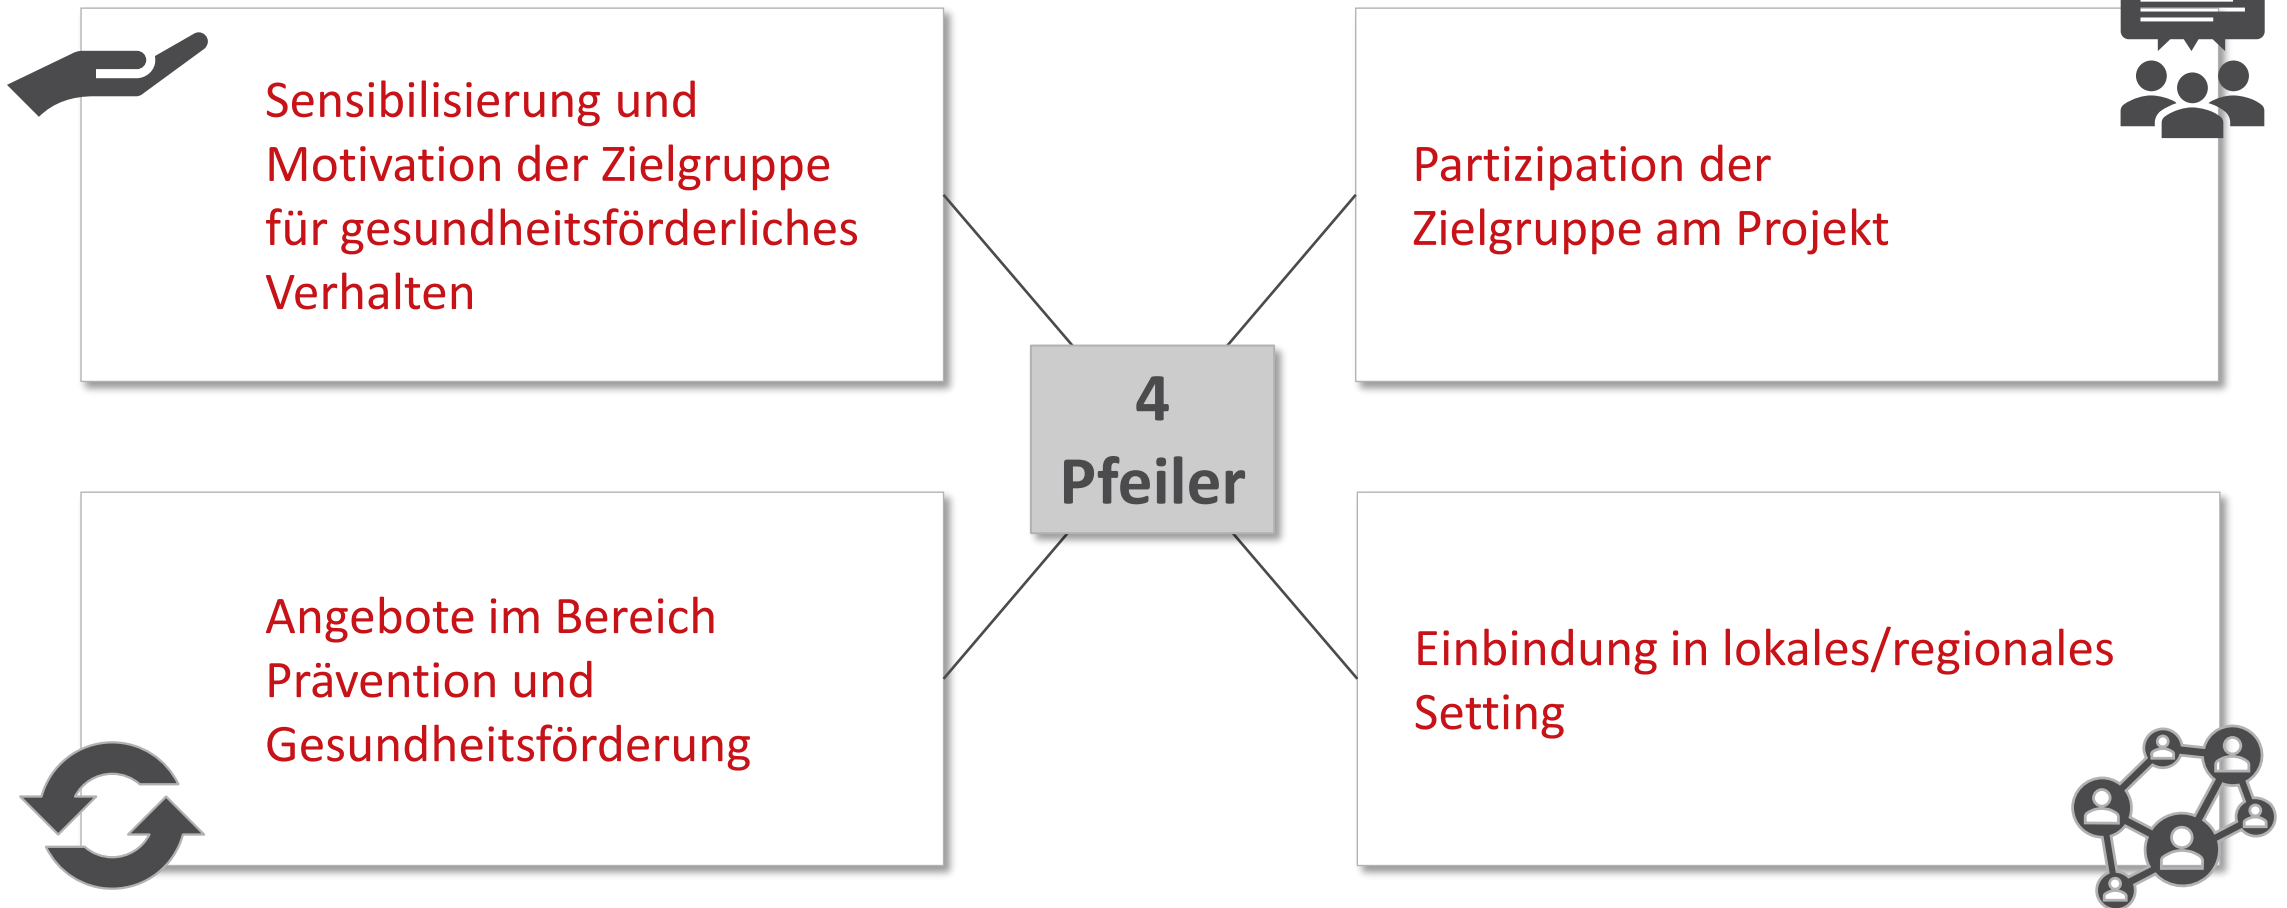 Sensibilisierung und
Motivation der Zielgruppe
für gesundheitsförderliches
Verhalten
Partizipation der
Zielgruppe am Projekt
4
Pfeiler
Angebote im Bereich
Prävention und
Gesundheitsförderung
Einbindung in lokales/regionales
Setting